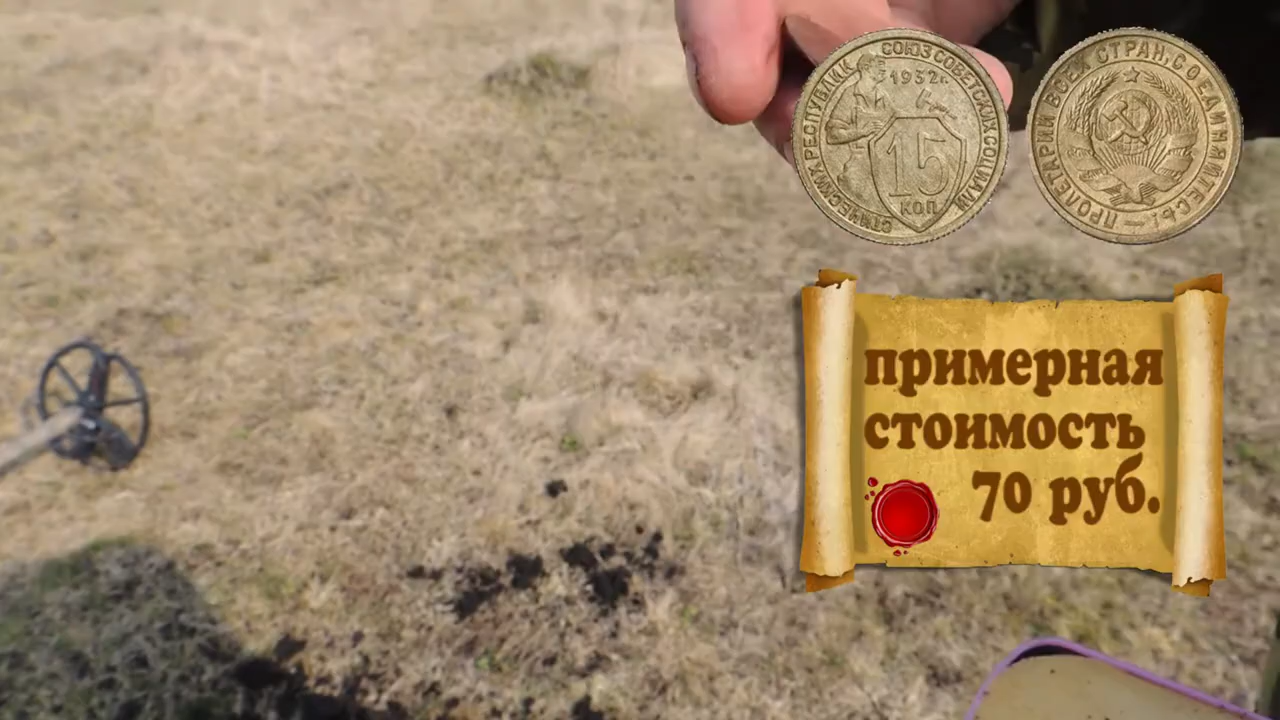 СОЮЗ СОВЕТСКИХ СОЦИАЛИСТИЧЕСКИХ РЕСПУБЛИК
1932г.
15
КОП
ПРОЛЕТАРИИ ВСЕХ СТРАН, СОЕДИНЯЙТЕСЬ!
примерная
стоимость
70 руб.